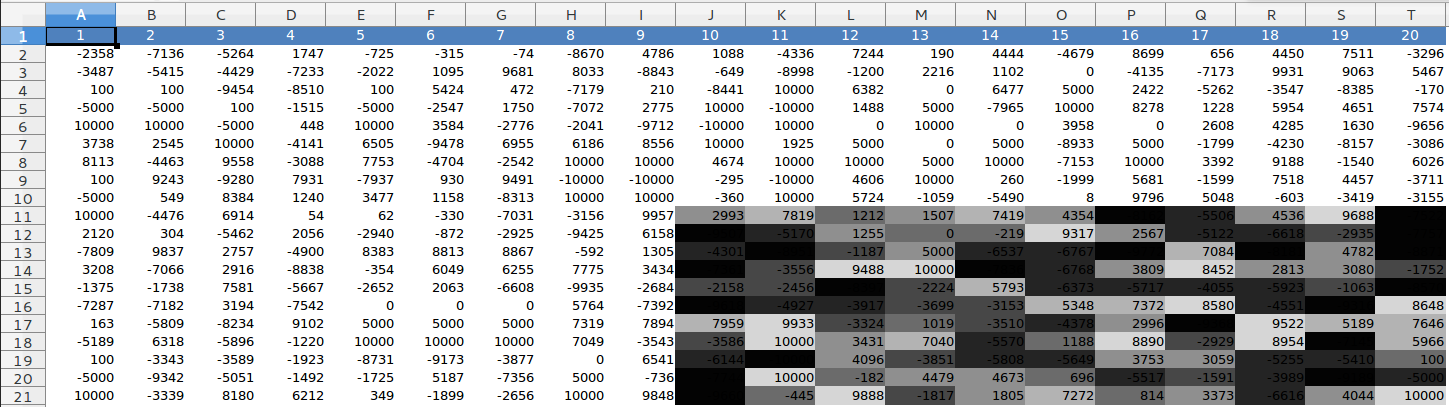 A B C D E F G H I J K L M N O P Q R S T
1 1 2 3 4 5 6 7 8 9 10 11 12 13 14 15 16 17 18 19 20
2 -2358 -7136 -5264 1747 -725 -315 -74 -8670 4786 1088 -4336 7244 190 4444 -4679 8699 656 4450 7511 -3296
3 -3487 -5415 -4429 -7233 -2022 1095 9681 8033 -8843 -649 -8998 -1200 2216 1102 0 -4135 -7173 9931 9063 5467
4 100 100 -9454 -8510 100 5424 472 -7179 210 -8441 10000 6382 0 6477 5000 2422 -5262 -3547 -8385 -170
5 -5000 -5000 100 -1515 -5000 -2547 1750 -7072 2775 10000 -10000 1488 5000 -7965 10000 8278 1228 5954 4651 7574
6 10000 10000 -5000 448 10000 3584 -2776 -2041 -9712 -10000 10000 0 10000 0 3958 0 2608 4285 1630 -9656
7 3738 2545 10000 -4141 6505 -9478 6955 6186 8556 10000 1925 5000 0 5000 -8933 5000 -1799 -4230 -8157 -3086
8 8113 -4463 9558 -3088 7753 -4704 -2542 10000 10000 4674 10000 10000 5000 10000 -7153 10000 3392 9188 -1540 6026
9 100 9243 -9280 7931 -7937 930 9491 -10000 -10000 -295 -10000 4606 10000 260 -1999 5681 -1599 7518 4457 -3711
10 -5000 549 8384 1240 3477 1158 -8313 10000 10000 -360 10000 5724 -1059 -5490 8 9796 5048 -603 -3419 -3155
11 10000 -4476 6914 54 62 -330 -7031 -3156 9957 2993 7819 1212 1507 7419 4354 -5506 4536 9688
12 2120 304 -5462 2056 -2940 -872 -2925 -9425 6158 -5170 1255 0 -219 9317 2567 -5122 -6618 -2935
13 -7809 9837 2757 -4900 8383 8813 8867 -592 1305 -4301 -1187 5000 -6537 -6767 7084 4782
14 3208 -7066 2916 -8838 -354 6049 6255 7775 3434 -3556 9488 10000 -6768 3809 8452 2813 3080 -1752
15 -1375 -1738 7581 -5667 -2652 2063 -6608 -9935 -2684 -2158 -2456 -2224 5793 -6373 -5717 -4055 -5923 -1063
16 -7287 -7182 3194 -7542 0 0 0 5764 -7392 -4927 -3917 -3699 -3153 5348 7372 8580 -4551 8648
17 163 -5809 -8234 9102 5000 5000 5000 7319 7894 7959 9933 -3324 1019 -3510 -4378 2996 9522 5189 7646
18 -5189 6318 -5896 -1220 10000 10000 10000 7049 -3543 -3586 10000 3431 7040 -5570 1188 8890 -2929 8954 5966
19 100 -3343 -3589 -1923 -8731 -9173 -3877 0 6541 -6144 4096 -3851 -5808 -5649 3753 3059 -5255 -5410 100
20 -5000 -9342 -5051 -1492 -1725 5187 -7356 5000 -736 10000 -182 4479 4673 696 -5517 -1591 -3989 -5000
21 10000 -3339 8180 6212 349 -1899 -2656 10000 9848 -445 9888 -1817 1805 7272 814 3373 -6616 4044 10000